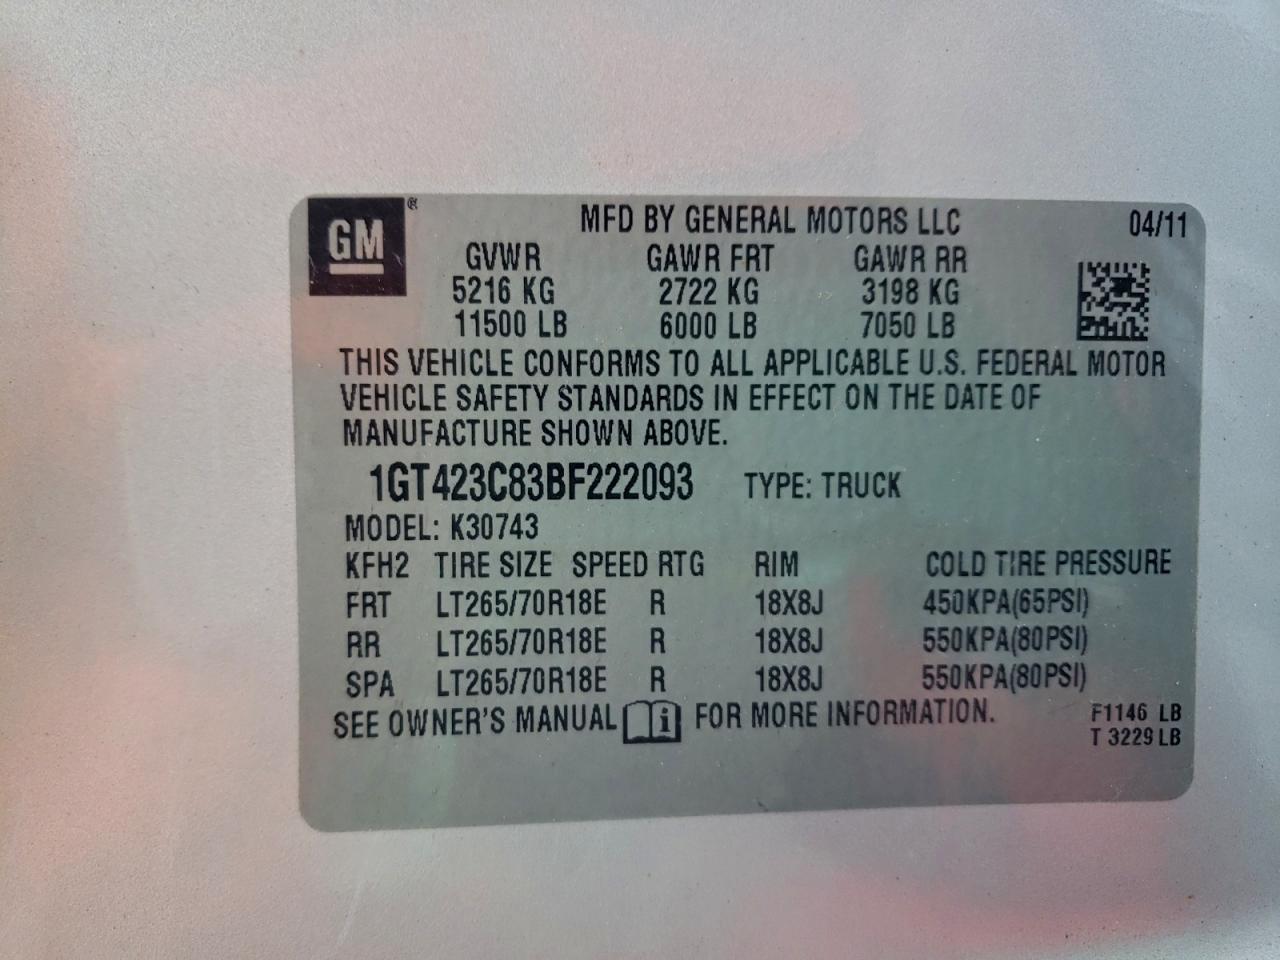 GM®
MFD BY GENERAL MOTORS LLC 04/11
GVWR GAWR FRT GAWR RR
5216 KG 2722 KG 3198 KG
11500 LB 6000 LB 7050 LB
THIS VEHICLE CONFORMS TO ALL APPLICABLE U.S. FEDERAL MOTOR
VEHICLE SAFETY STANDARDS IN EFFECT ON THE DATE OF
MANUFACTURE SHOWN ABOVE.
1GT423C83BF222093 TYPE: TRUCK
MODEL: K30743
KFH2 TIRE SIZE SPEED RTG RIM COLD TIRE PRESSURE
FRT LT265/70R18E R 18X8J 450KPA(65PSI)
RR LT265/70R18E R 18X8J 550KPA(80PSI)
SPA LT265/70R18E R 18X8J 550KPA(80PSI)
SEE OWNER'S MANUAL i FOR MORE INFORMATION.
F1146 LB
T 3229 LB